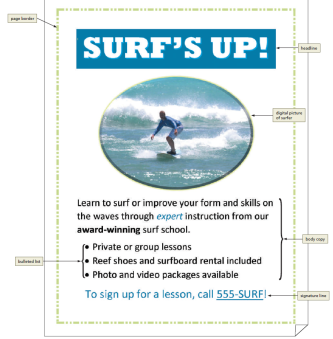 page border
SURF'S UP!
headline
digital picture
of surfer
Learn to surf or improve your form and skills on
the waves through expert instruction from our
award-winning surf school.
body copy
• Private or group lessons
bulleted list
• Reef shoes and surfboard rental included
• Photo and video packages available
To sign up for a lesson, call 555-SURF!
signature line